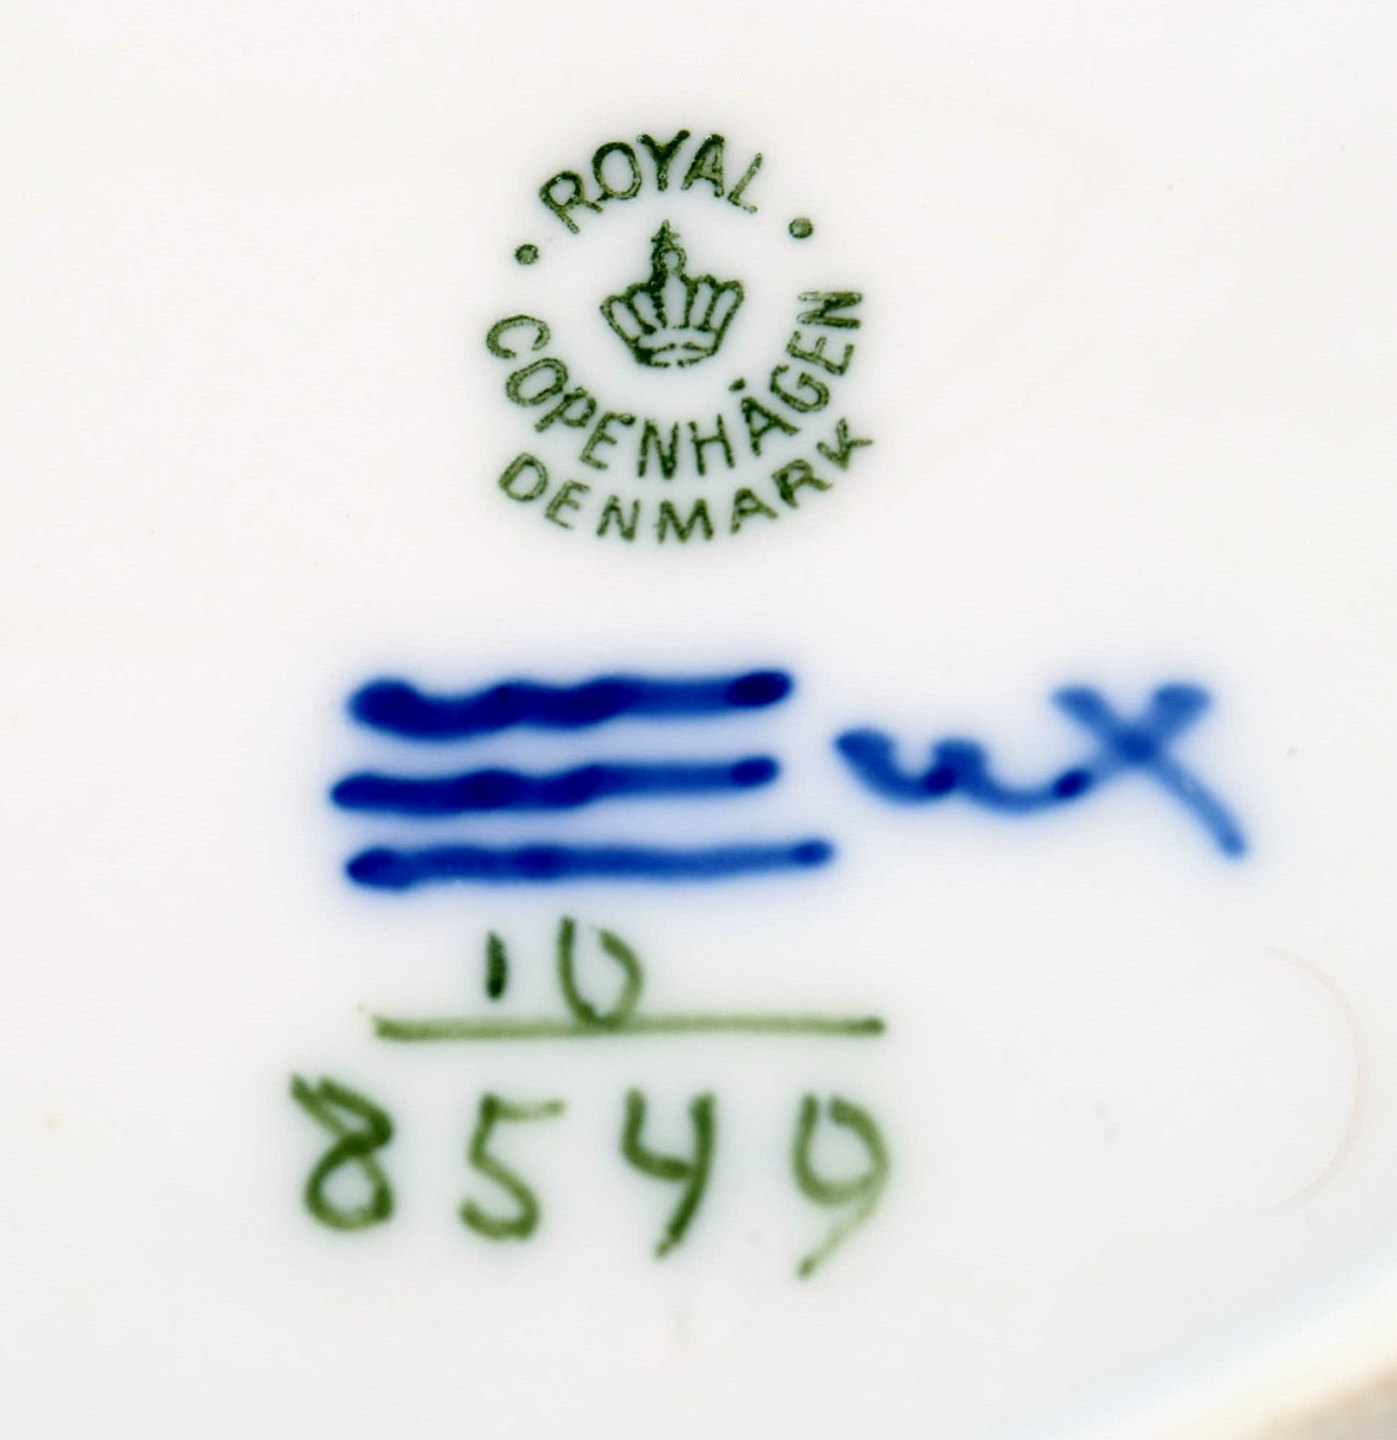 ROYAL
COPENHAGEN
DENMARK
10
8549